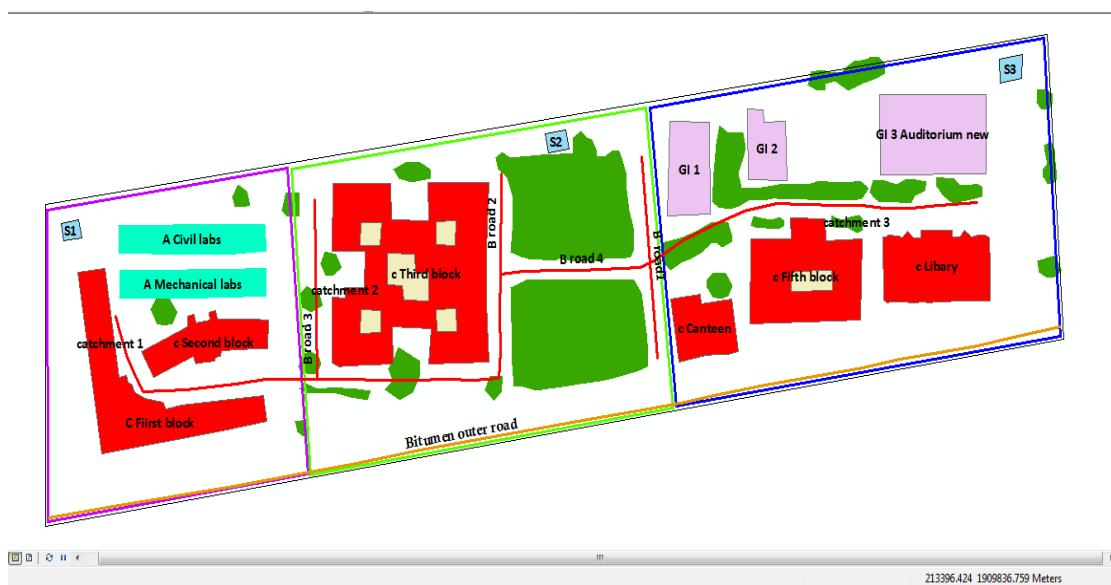 S3
GI 3 Auditorium new
S2
GI 2
GI 1
S1
B road 2
catchment 3
A Civil labs
B road1
B road 4
c Libary
c Third block
c Fifth block
A Mechanical labs
catchment 2
c Canteen
B road 3
catchment 1
c Second block
C Fiirst block
Bitumen outer road
213396.424 1909836.759 Meters